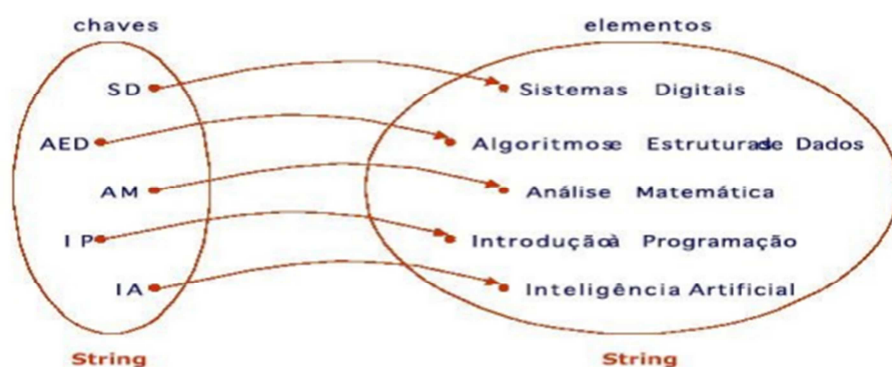 chaves elementos
SD Sistemas Digitais
AED Algoritmose Estruturasde Dados
AM Análise Matemática
IP Introduçãoà Programação
IA Inteligência Artificial
String String